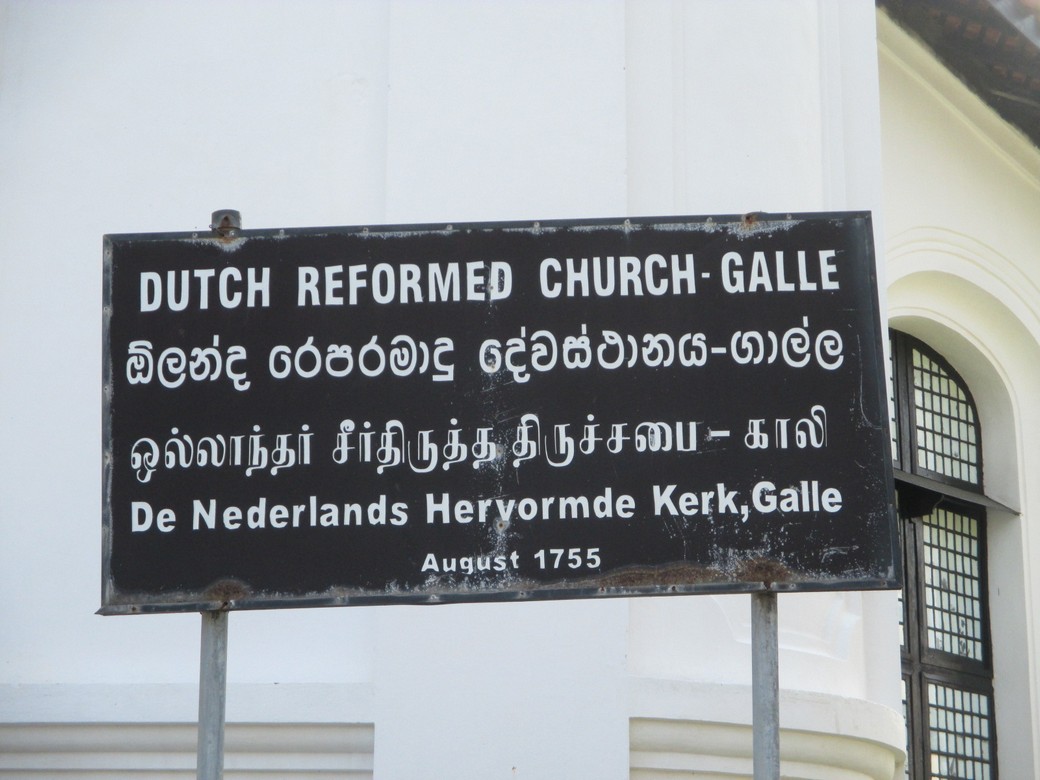 DUTCH REFORMED CHURCH-GALLE
ඕලන්ද රෙපරමාදු දේවස්ථානය-ගාල්ල
ஒல்லாந்தர் சீர்திருத்த திருச்சபை - காலி
De Nederlands Hervormde Kerk,Galle
August 1755